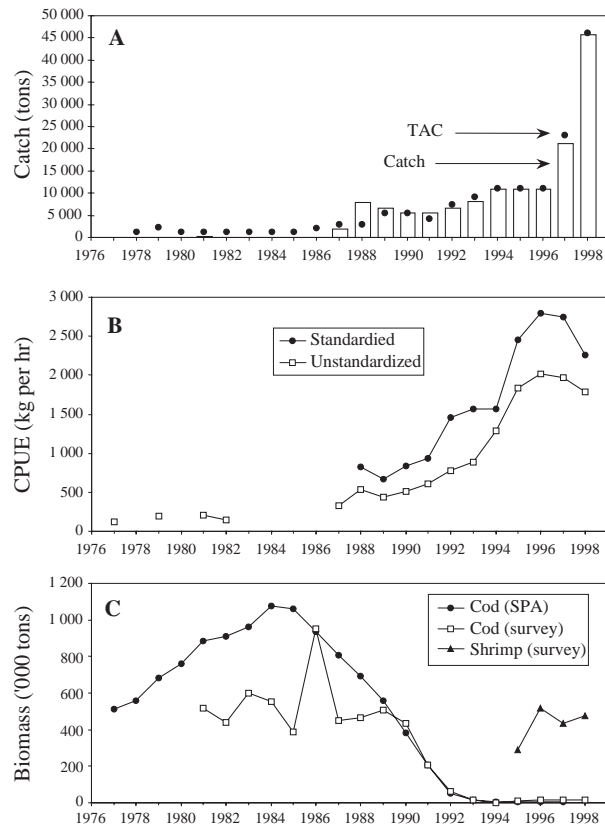 50 000
45 000
40 000
35 000
30 000
25 000
20 000
15 000
10 000
5 000
0
Catch (tons)
A
TAC
Catch
1976 1978 1980 1982 1984 1986 1988 1990 1992 1994 1996 1998
3 000
2 500
2 000
1 500
1 000
500
0
CPUE (kg per hr)
B
Standardied
Unstandardized
1976 1978 1980 1982 1984 1986 1988 1990 1992 1994 1996 1998
1 200
1 000
800
600
400
200
0
Biomass ('000 tons)
C
Cod (SPA)
Cod (survey)
Shrimp (survey)
1976 1978 1980 1982 1984 1986 1988 1990 1992 1994 1996 1998